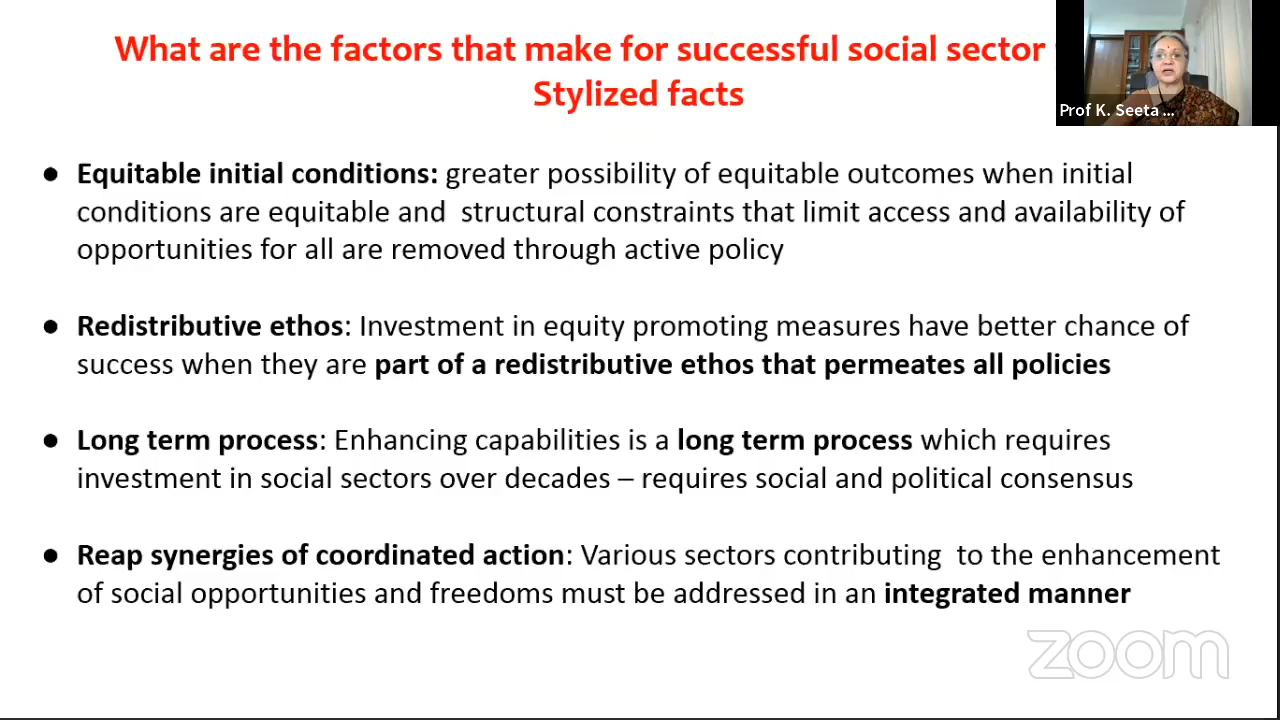 What are the factors that make for successful social sector
Stylized facts
Prof K. Seeta ...
● Equitable initial conditions: greater possibility of equitable outcomes when initial
conditions are equitable and  structural constraints that limit access and availability of
opportunities for all are removed through active policy
● Redistributive ethos: Investment in equity promoting measures have better chance of
success when they are part of a redistributive ethos that permeates all policies
● Long term process: Enhancing capabilities is a long term process which requires
investment in social sectors over decades – requires social and political consensus
● Reap synergies of coordinated action: Various sectors contributing  to the enhancement
of social opportunities and freedoms must be addressed in an integrated manner
zoom